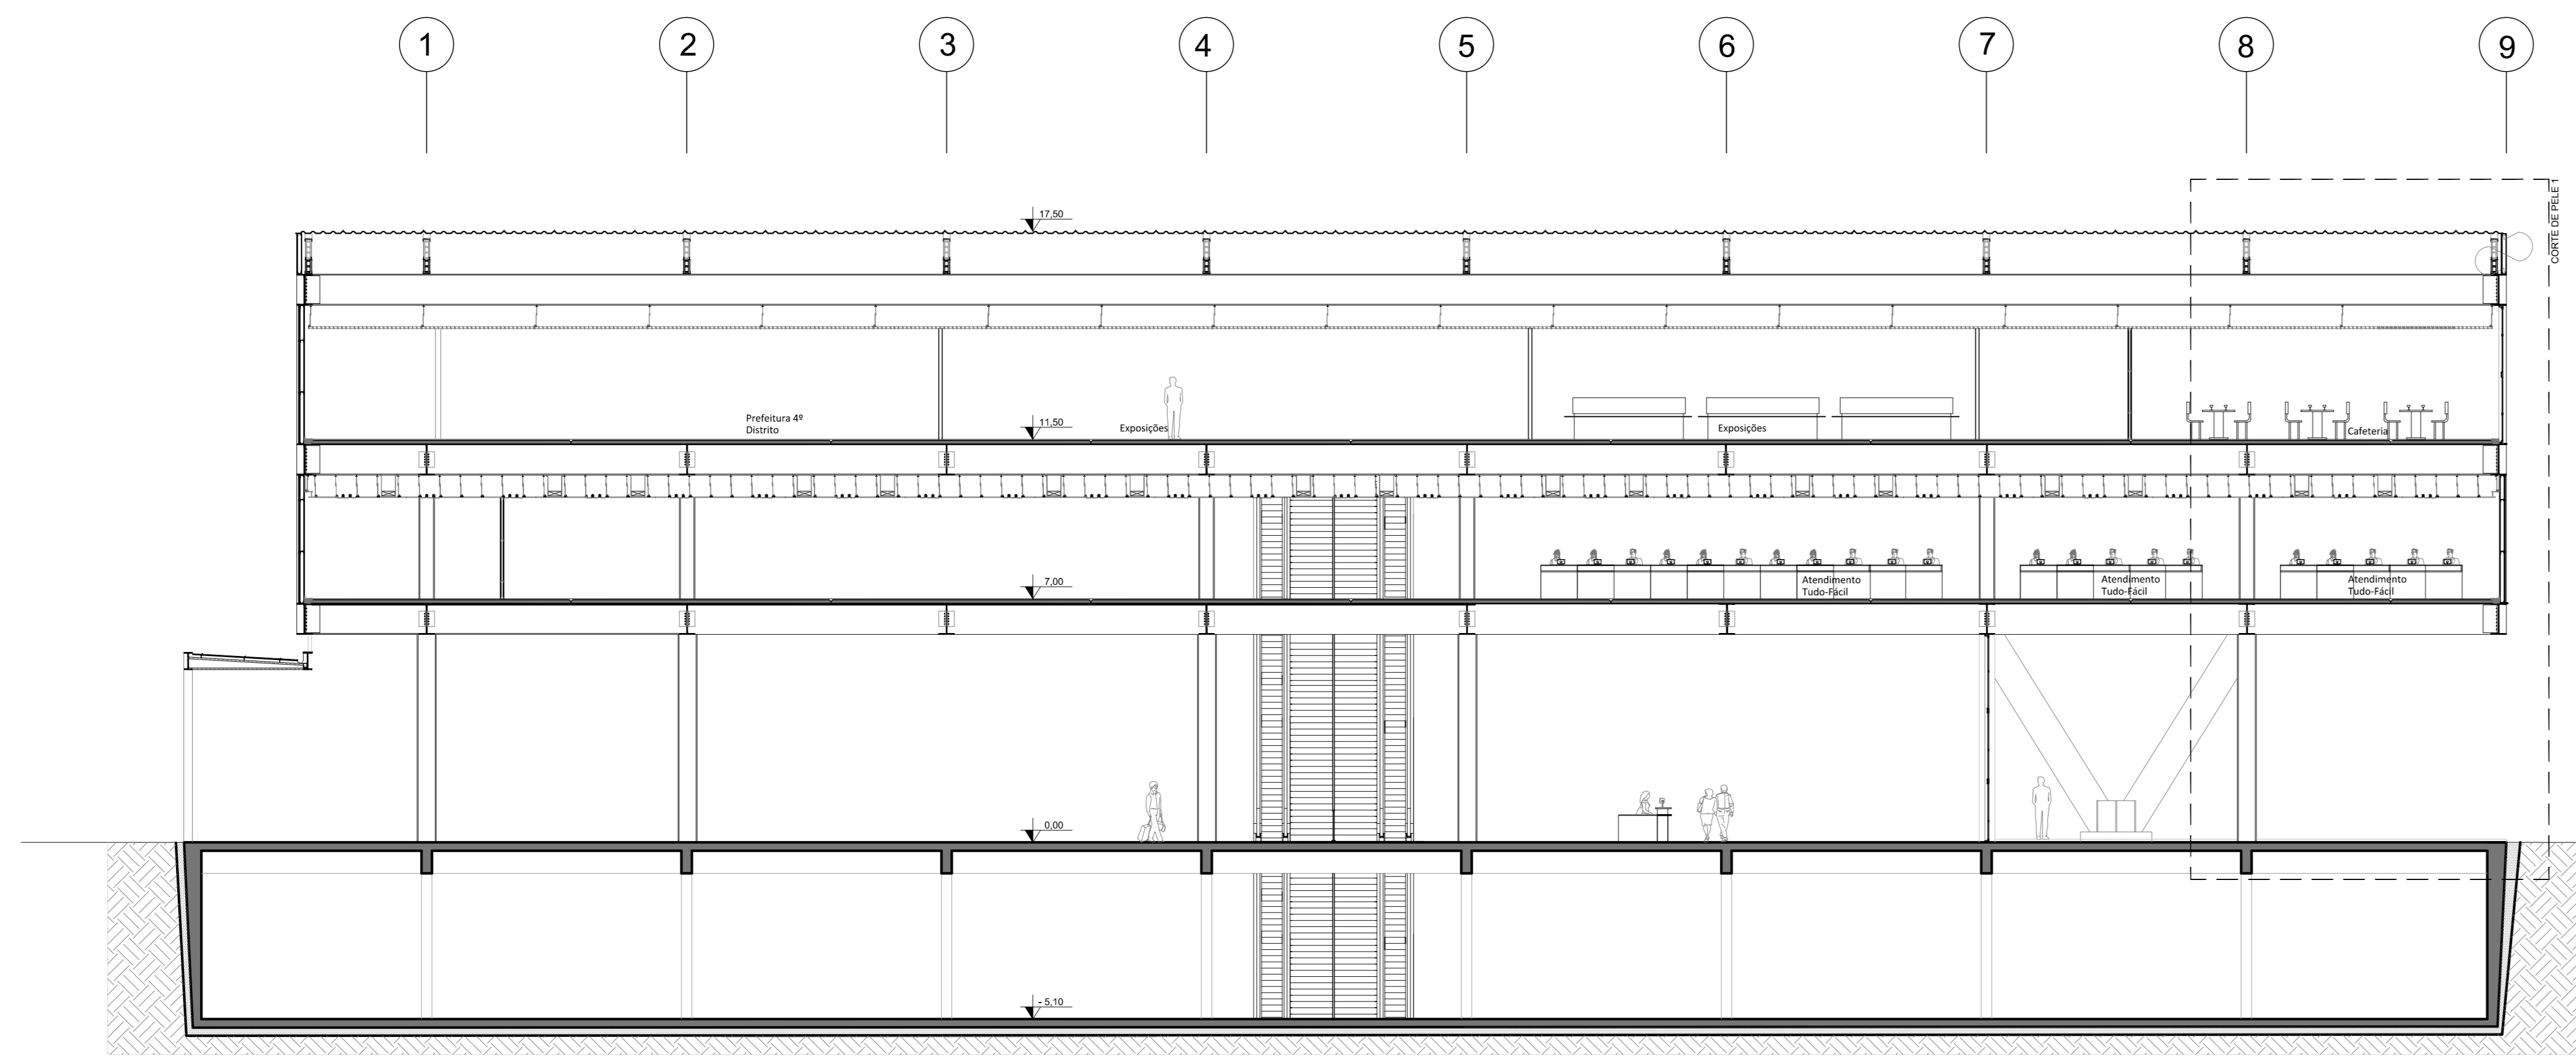 1
2
3
4
5
6
7
8
9
CORTE DE PELE 1
17,50
Prefeitura 4º
Distrito
11,50
Exposições
Exposições
Cafeteria
7,00
Atendimento
Tudo-Fácil
Atendimento
Tudo-Fácil
Atendimento
Tudo-Fácil
0,00
- 5,10